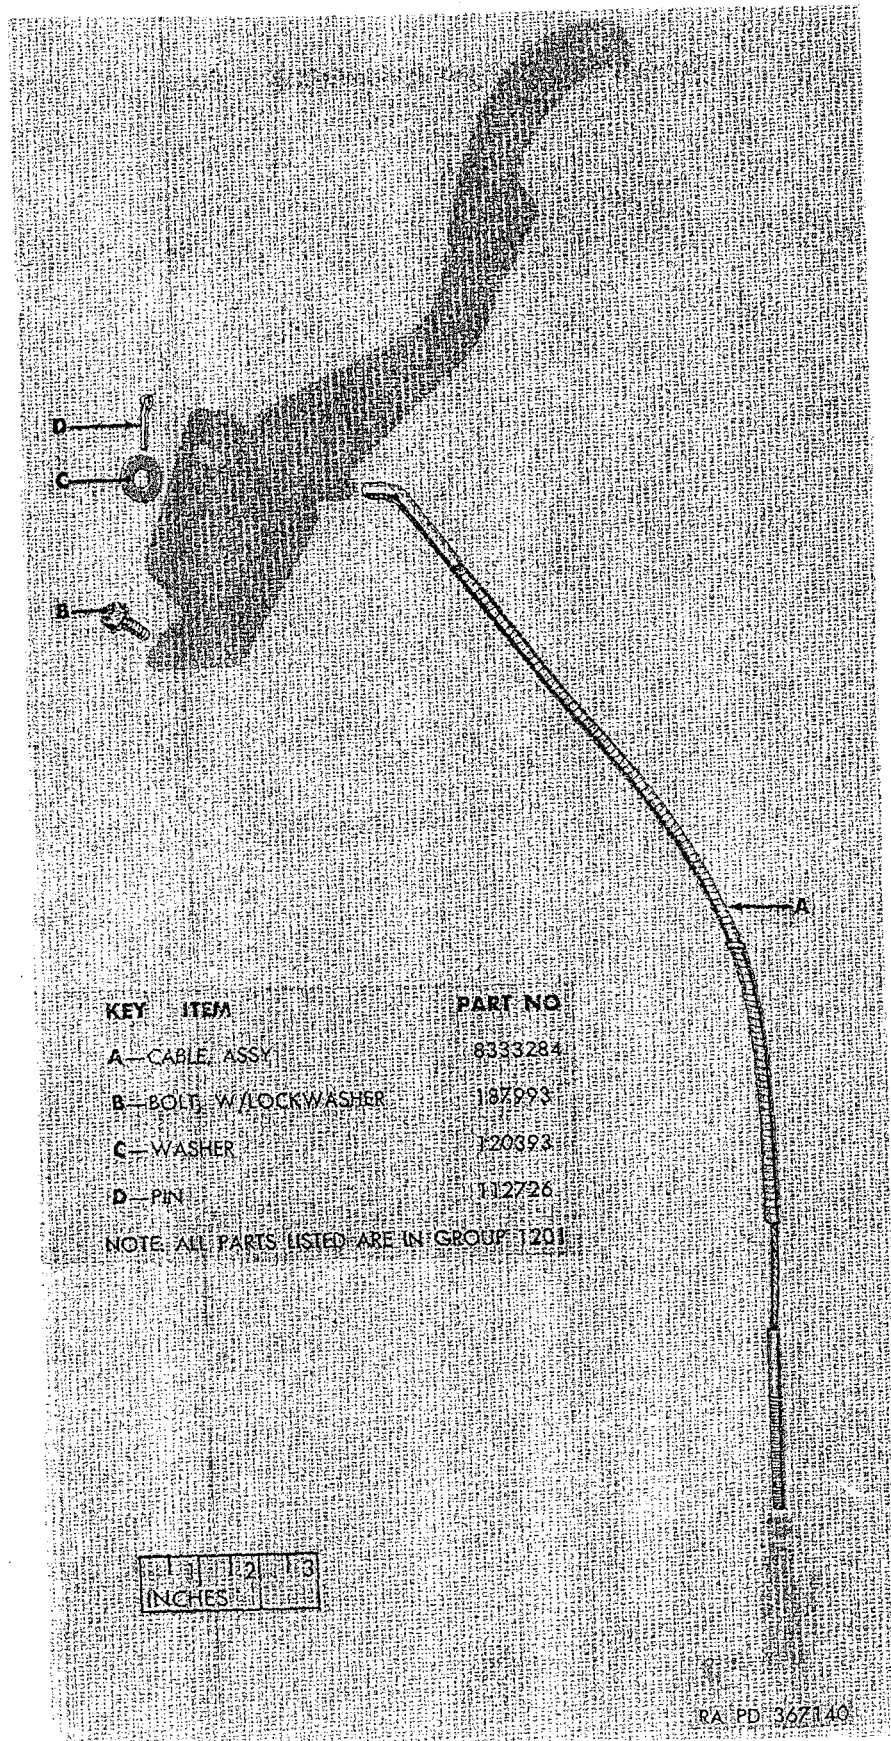 D
C
B
A
KEY ITEM PART NO
A—CABLE, ASSY 8333284
B—BOLT, W/LOCKWASHER 187993
C—WASHER 120393
D—PIN 112726
NOTE: ALL PARTS LISTED ARE IN GROUP 1201
1 2 3
INCHES
RA PD 367140